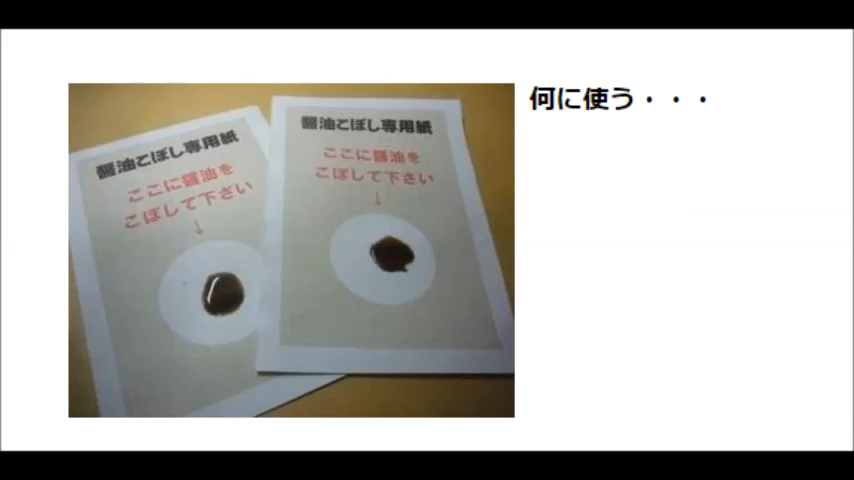 何に使う・・・
醤油こぼし専用紙
ここに醤油を
こぼして下さい
↓
醤油こぼし専用紙
ここに醤油を
こぼして下さい
↓